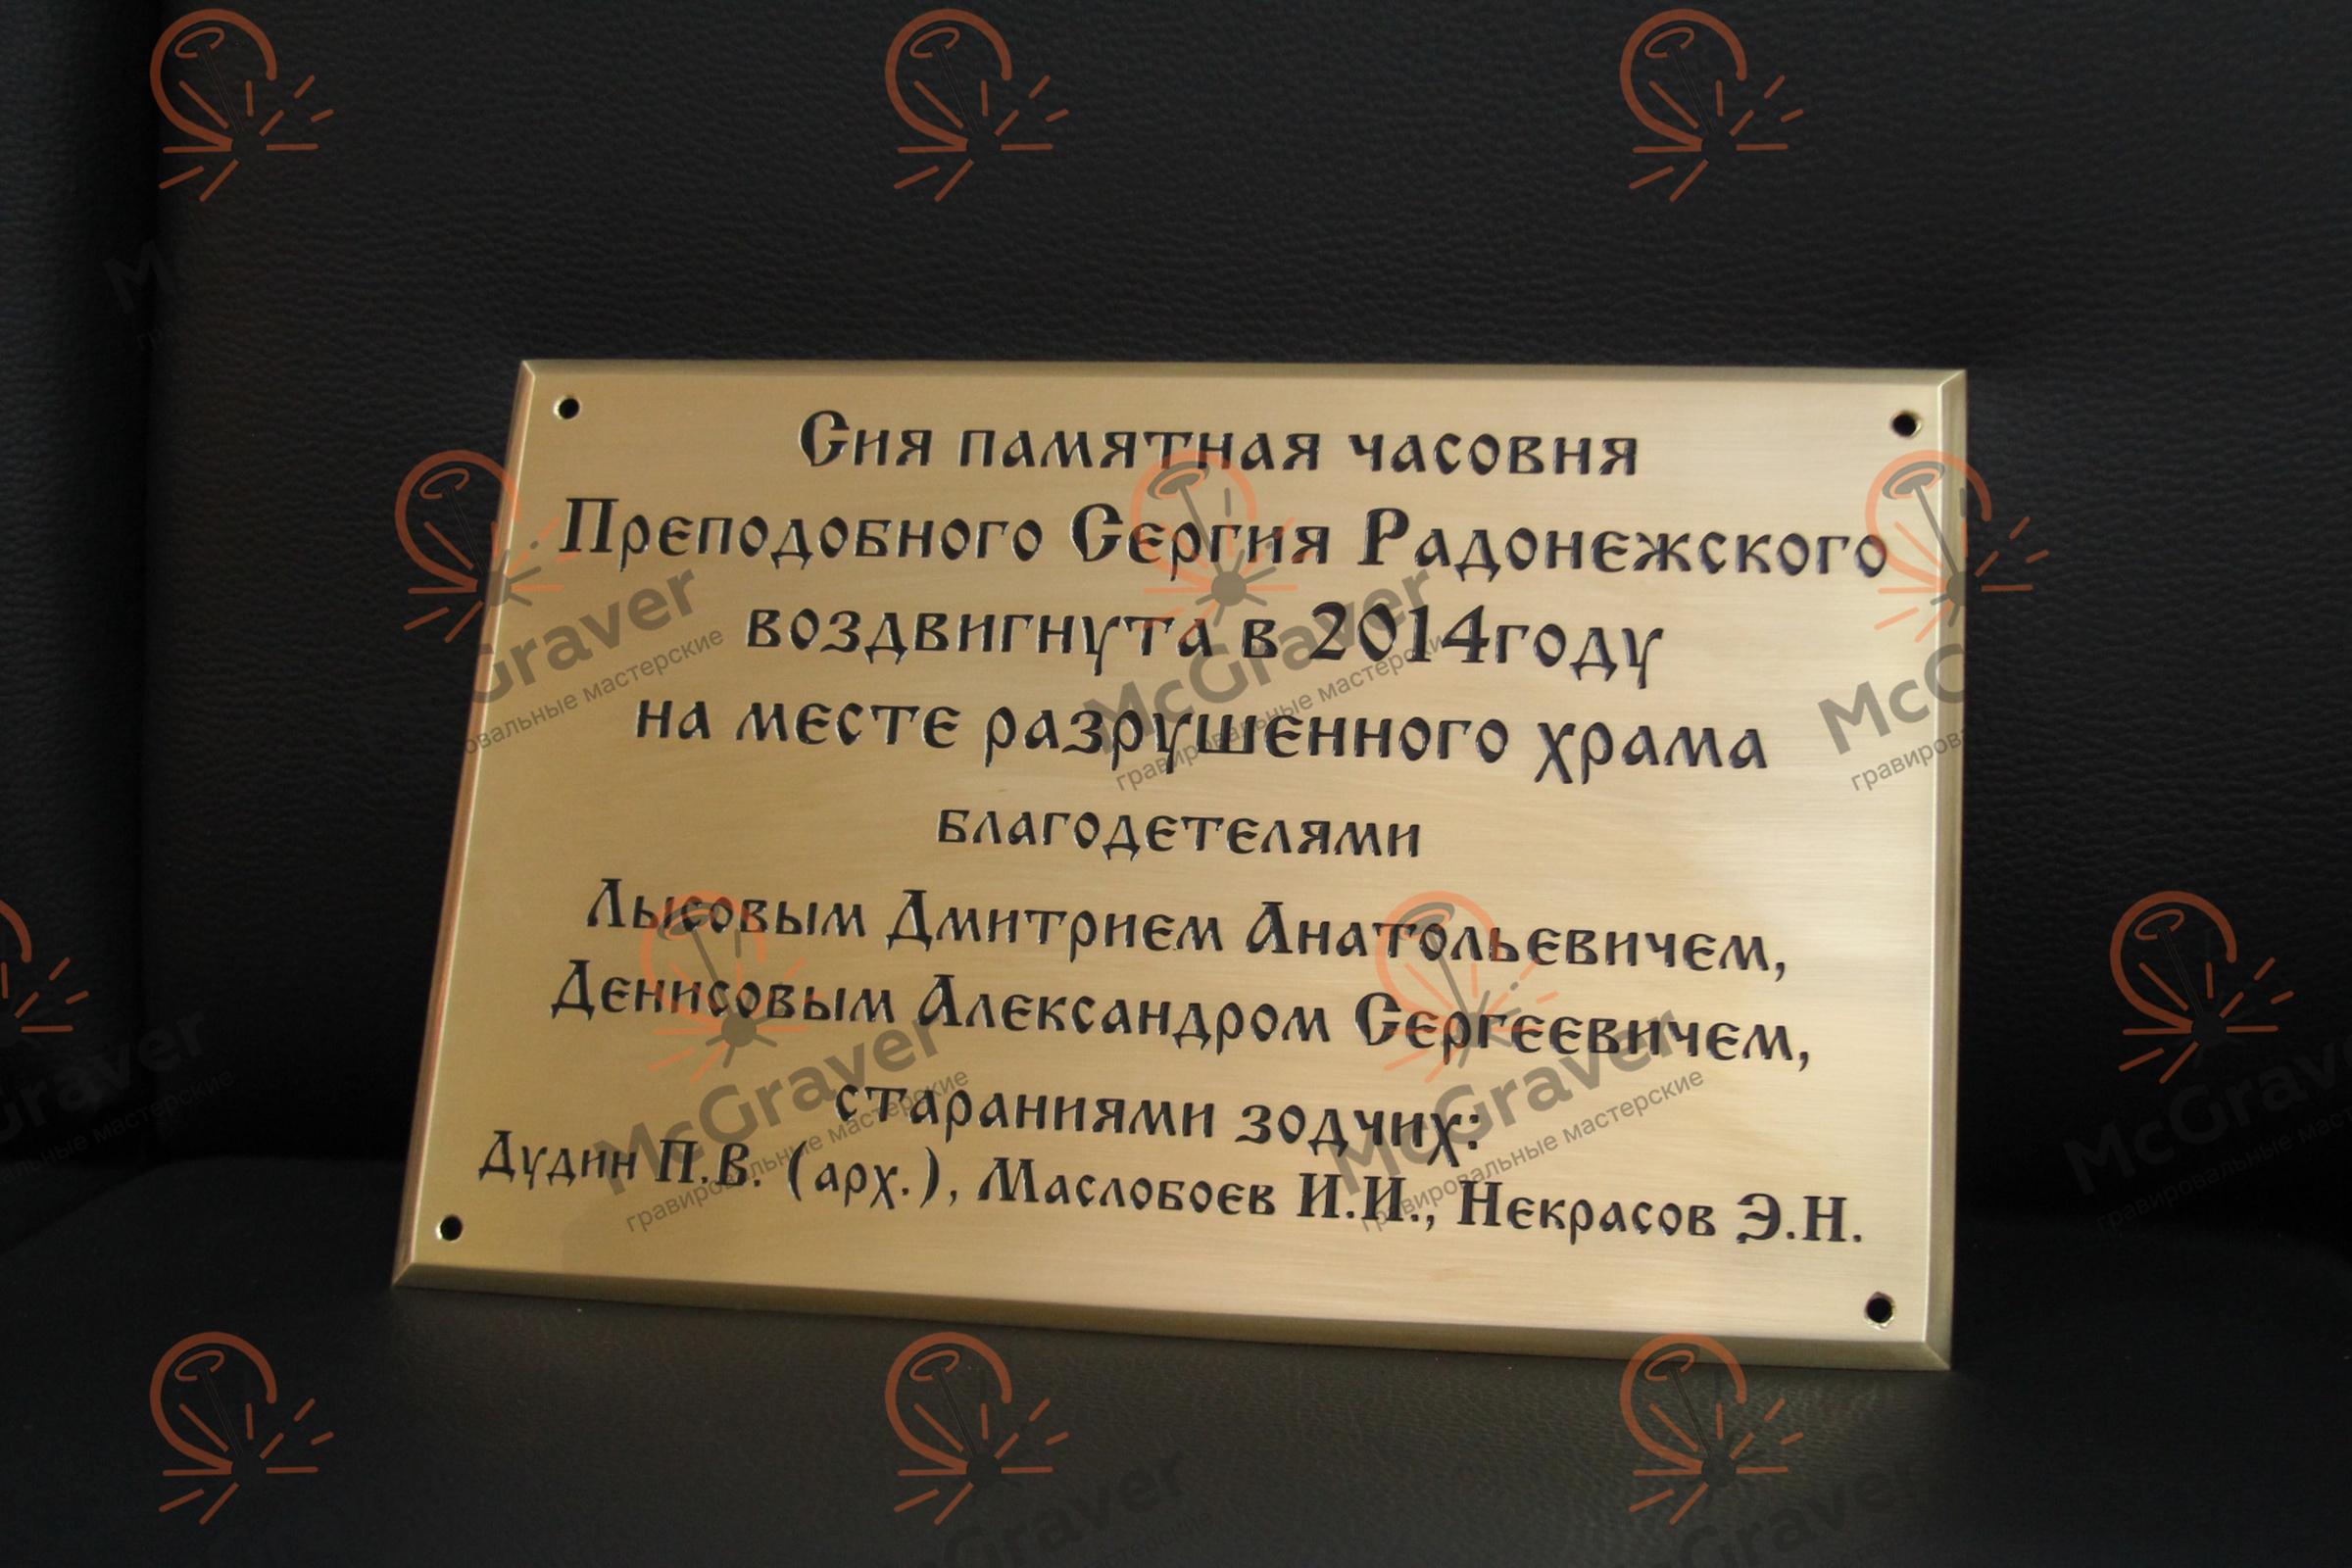 Сия памятная часовня
Преподобного Сергия Радонежского
воздвигнута в 2014году
на месте разрушенного храма
благодетелями
Лысовым Дмитрием Анатольевичем,
Денисовым Александром Сергеевичем,
стараниями зодчих:
Дудин П.В. (арх.), Маслобоев И.И., Некрасов Э.Н.
McGraver
гравировальные мастерские